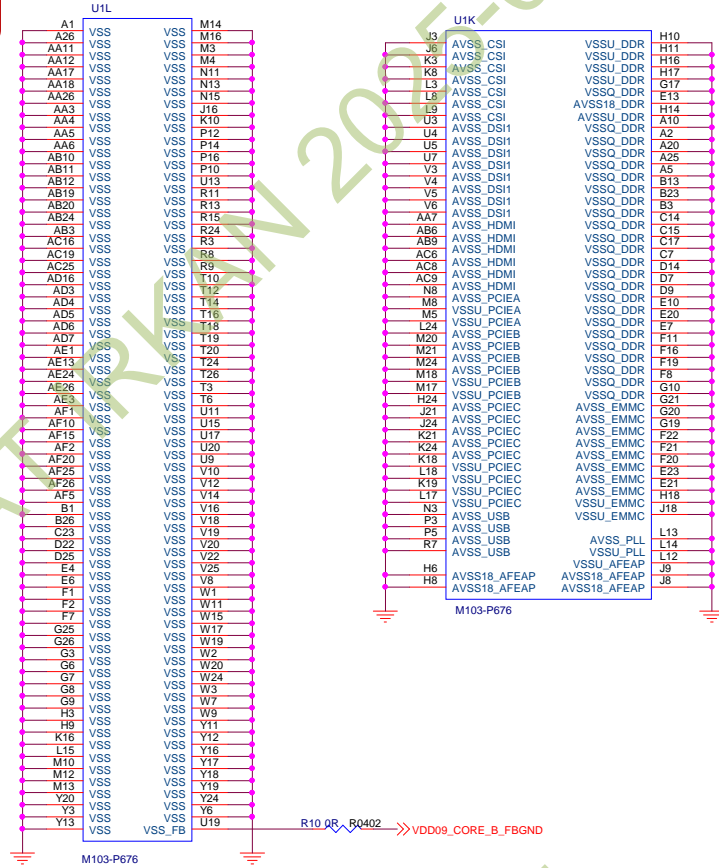 U1L
A1 VSS VSS M14
A26 VSS VSS M16
AA11 VSS VSS M3
AA12 VSS VSS M4
AA17 VSS VSS N11
AA18 VSS VSS N13
AA26 VSS VSS N15
AA3 VSS VSS J16
AA4 VSS VSS K10
AA5 VSS VSS P12
AA6 VSS VSS P14
AB10 VSS VSS P16
AB11 VSS VSS P10
AB12 VSS VSS U13
AB19 VSS VSS R11
AB20 VSS VSS R13
AB24 VSS VSS R15
AB3 VSS VSS R24
AC16 VSS VSS R3
AC19 VSS VSS R8
AC25 VSS VSS R9
AD16 VSS VSS T10
AD3 VSS VSS T12
AD4 VSS VSS T14
AD5 VSS VSS T16
AD6 VSS VSS T18
AD7 VSS VSS T19
AE1 VSS VSS T20
AE13 VSS VSS T24
AE24 VSS VSS T26
AE26 VSS VSS T3
AE3 VSS VSS T6
AF1 VSS VSS U11
AF10 VSS VSS U15
AF15 VSS VSS U17
AF2 VSS VSS U20
AF20 VSS VSS U9
AF25 VSS VSS V10
AF26 VSS VSS V12
AF5 VSS VSS V14
B1 VSS VSS V16
B26 VSS VSS V18
C23 VSS VSS V19
D22 VSS VSS V20
D25 VSS VSS V22
E4 VSS VSS V25
E6 VSS VSS V8
F1 VSS VSS W1
F2 VSS VSS W11
F7 VSS VSS W15
G25 VSS VSS W17
G26 VSS VSS W19
G3 VSS VSS W2
G6 VSS VSS W20
G7 VSS VSS W24
G8 VSS VSS W3
G9 VSS VSS W7
H3 VSS VSS W9
H9 VSS VSS Y11
K16 VSS VSS Y12
L15 VSS VSS Y16
M10 VSS VSS Y17
M12 VSS VSS Y18
M13 VSS VSS Y19
Y20 VSS VSS Y24
Y3 VSS VSS Y6
Y13 VSS VSS_FB U19
R10 0R R0402 VDD09_CORE_B_FBGND
M103-P676
U1K
J3 AVSS_CSI VSSU_DDR H10
J6 AVSS_CSI VSSU_DDR H11
K3 AVSS_CSI VSSU_DDR H16
K8 AVSS_CSI VSSU_DDR H17
L3 AVSS_CSI VSSU_DDR G17
L8 AVSS_CSI AVSS18_DDR E13
L9 AVSS_CSI AVSSU_DDR H14
U3 AVSS_DSI1 VSSQ_DDR A10
U4 AVSS_DSI1 VSSQ_DDR A2
U5 AVSS_DSI1 VSSQ_DDR A20
U7 AVSS_DSI1 VSSQ_DDR A25
V3 AVSS_DSI1 VSSQ_DDR A5
V4 AVSS_DSI1 VSSQ_DDR B13
V5 AVSS_DSI1 VSSQ_DDR B23
V6 AVSS_DSI1 VSSQ_DDR B3
AA7 AVSS_HDMI VSSQ_DDR C14
AB6 AVSS_HDMI VSSQ_DDR C15
AB9 AVSS_HDMI VSSQ_DDR C17
AC6 AVSS_HDMI VSSQ_DDR C7
AC8 AVSS_HDMI VSSQ_DDR D14
AC9 AVSS_HDMI VSSQ_DDR D7
N8 AVSS_PCIEA VSSQ_DDR D9
M8 VSSU_PCIEA VSSQ_DDR E10
M5 VSSU_PCIEA VSSQ_DDR E20
L24 AVSS_PCIEB VSSQ_DDR E7
M20 AVSS_PCIEB VSSQ_DDR F11
M21 AVSS_PCIEB VSSQ_DDR F16
M24 AVSS_PCIEB VSSQ_DDR F19
M18 VSSU_PCIEB VSSQ_DDR F8
M17 VSSU_PCIEB VSSQ_DDR G10
H24 AVSS_PCIEC AVSS_EMMC G21
J21 AVSS_PCIEC AVSS_EMMC G20
J24 AVSS_PCIEC AVSS_EMMC G19
K21 AVSS_PCIEC AVSS_EMMC F22
K24 AVSS_PCIEC AVSS_EMMC F21
K18 VSSU_PCIEC AVSS_EMMC F20
L18 VSSU_PCIEC AVSS_EMMC E23
K19 VSSU_PCIEC AVSS_EMMC E21
L17 VSSU_PCIEC VSSU_EMMC H18
N3 AVSS_USB VSSU_EMMC J18
P3 AVSS_USB
P5 AVSS_USB AVSS_PLL L13
R7 AVSS_USB VSSU_PLL L14
VSSU_AFEAP L12
H6 AVSS18_AFEAP AVSS18_AFEAP J9
H8 AVSS18_AFEAP AVSS18_AFEAP J8
M103-P676